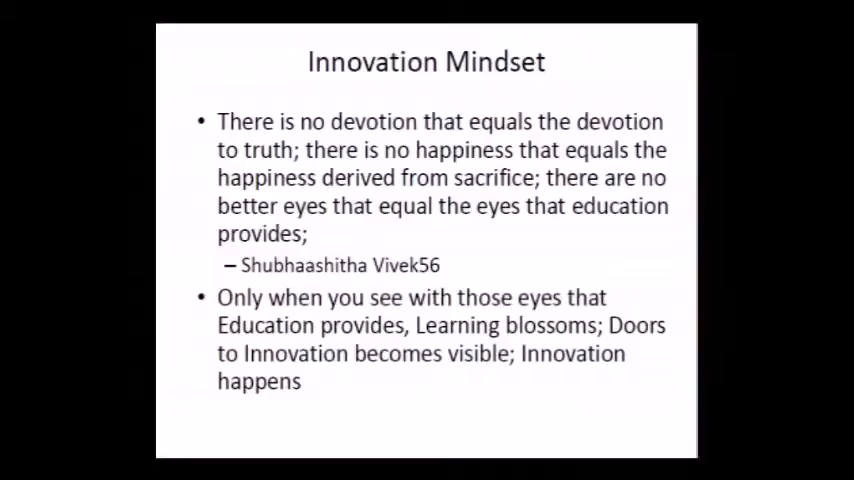 Innovation Mindset
• There is no devotion that equals the devotion
to truth; there is no happiness that equals the
happiness derived from sacrifice; there are no
better eyes that equal the eyes that education
provides;
– Shubhaashitha Vivek56
• Only when you see with those eyes that
Education provides, Learning blossoms; Doors
to Innovation becomes visible; Innovation
happens